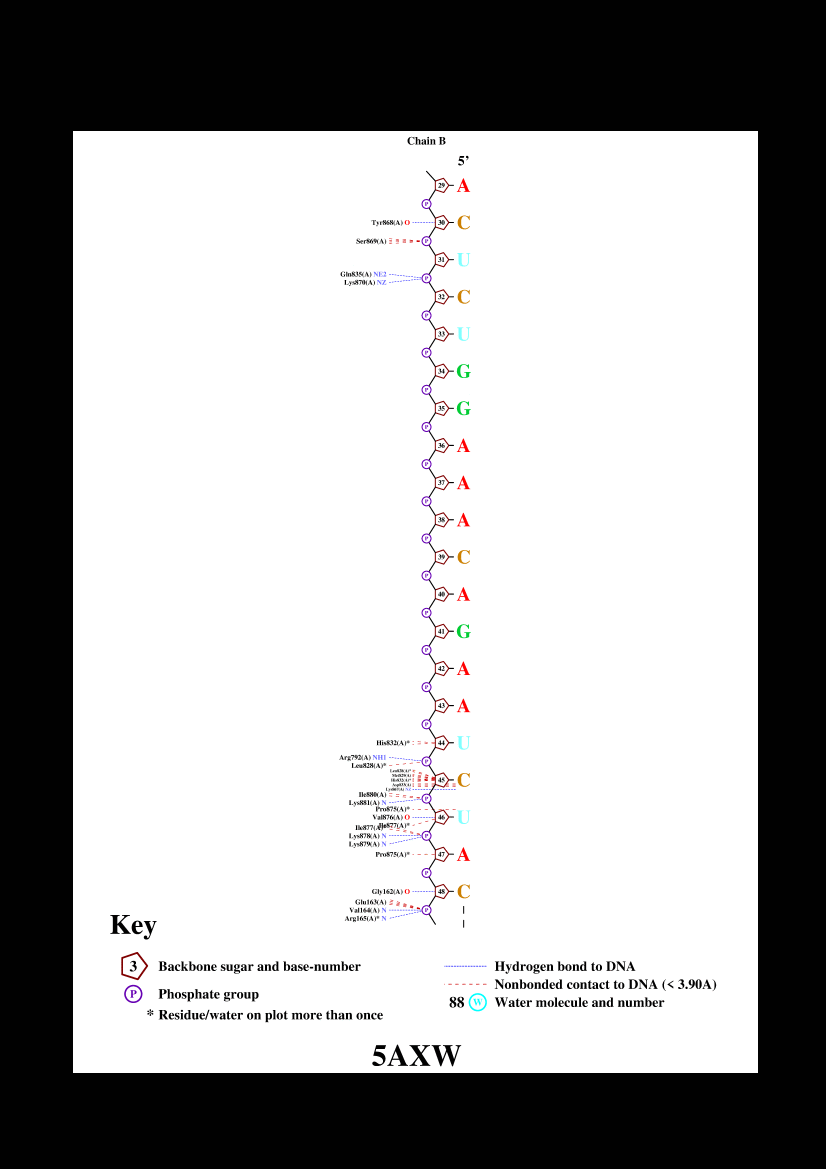 Chain B
5’
29 A
P
Tyr868(A) O 30 C
Ser869(A) P
31 U
Gln835(A) NE2
Lys870(A) NZ P
32 C
P
33 U
P
34 G
P
35 G
P
36 A
P
37 A
P
38 A
P
39 C
P
40 A
P
41 G
P
42 A
P
43 A
P
His832(A)* 44 U
Arg792(A) NH1
Leu828(A)* P
45 C
Ile880(A)
Lys881(A) N P
Pro875(A)*
Val876(A) O 46 U
Ile877(A)*
Ile877(A)*
Lys878(A) N P
Lys879(A) N
Pro875(A)* 47 A
P
Gly162(A) O 48 C
Glu163(A)
Val164(A) N P
Arg165(A)* N
Key
3 Backbone sugar and base-number
P Phosphate group
* Residue/water on plot more than once
Hydrogen bond to DNA
Nonbonded contact to DNA (< 3.90A)
88 W Water molecule and number
5AXW